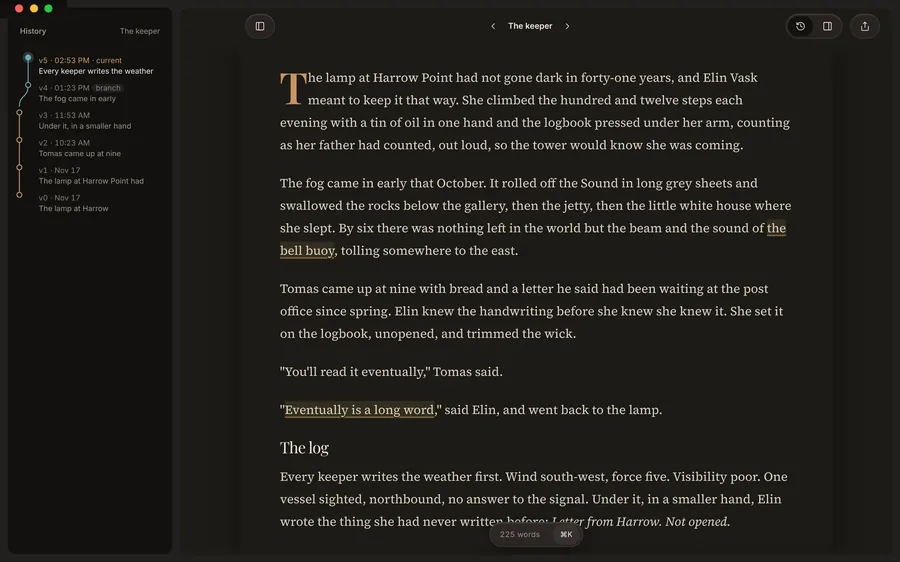 History
The keeper
v5 · 02:53 PM · current
Every keeper writes the weather
v4 · 01:23 PM branch
The fog came in early
v3 · 11:53 AM
Under it, in a smaller hand
v2 · 10:23 AM
Tomas came up at nine
v1 · Nov 17
The lamp at Harrow Point had
v0 · Nov 17
The lamp at Harrow
The keeper
The lamp at Harrow Point had not gone dark in forty-one years, and Elin Vask
meant to keep it that way. She climbed the hundred and twelve steps each
evening with a tin of oil in one hand and the logbook pressed under her arm, counting
as her father had counted, out loud, so the tower would know she was coming.
The fog came in early that October. It rolled off the Sound in long grey sheets and
swallowed the rocks below the gallery, then the jetty, then the little white house where
she slept. By six there was nothing left in the world but the beam and the sound of the
bell buoy, tolling somewhere to the east.
Tomas came up at nine with bread and a letter he said had been waiting at the post
office since spring. Elin knew the handwriting before she knew she knew it. She set it
on the logbook, unopened, and trimmed the wick.
"You'll read it eventually," Tomas said.
"Eventually is a long word," said Elin, and went back to the lamp.
The log
Every keeper writes the weather first. Wind south-west, force five. Visibility poor. One
vessel sighted, northbound, no answer to the signal. Under it, in a smaller hand, Elin
wrote the thing she had never written before: Letter from Harrow. Not opened.
225 words
⌘K